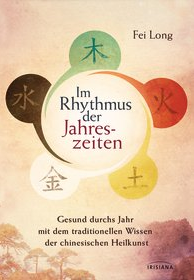 Fei Long
木
水
火
Im
Rhythmus
der
Jahres-
zeiten
金
土
Gesund durchs Jahr
mit dem traditionellen Wissen
der chinesischen Heilkunst
IRISIANA